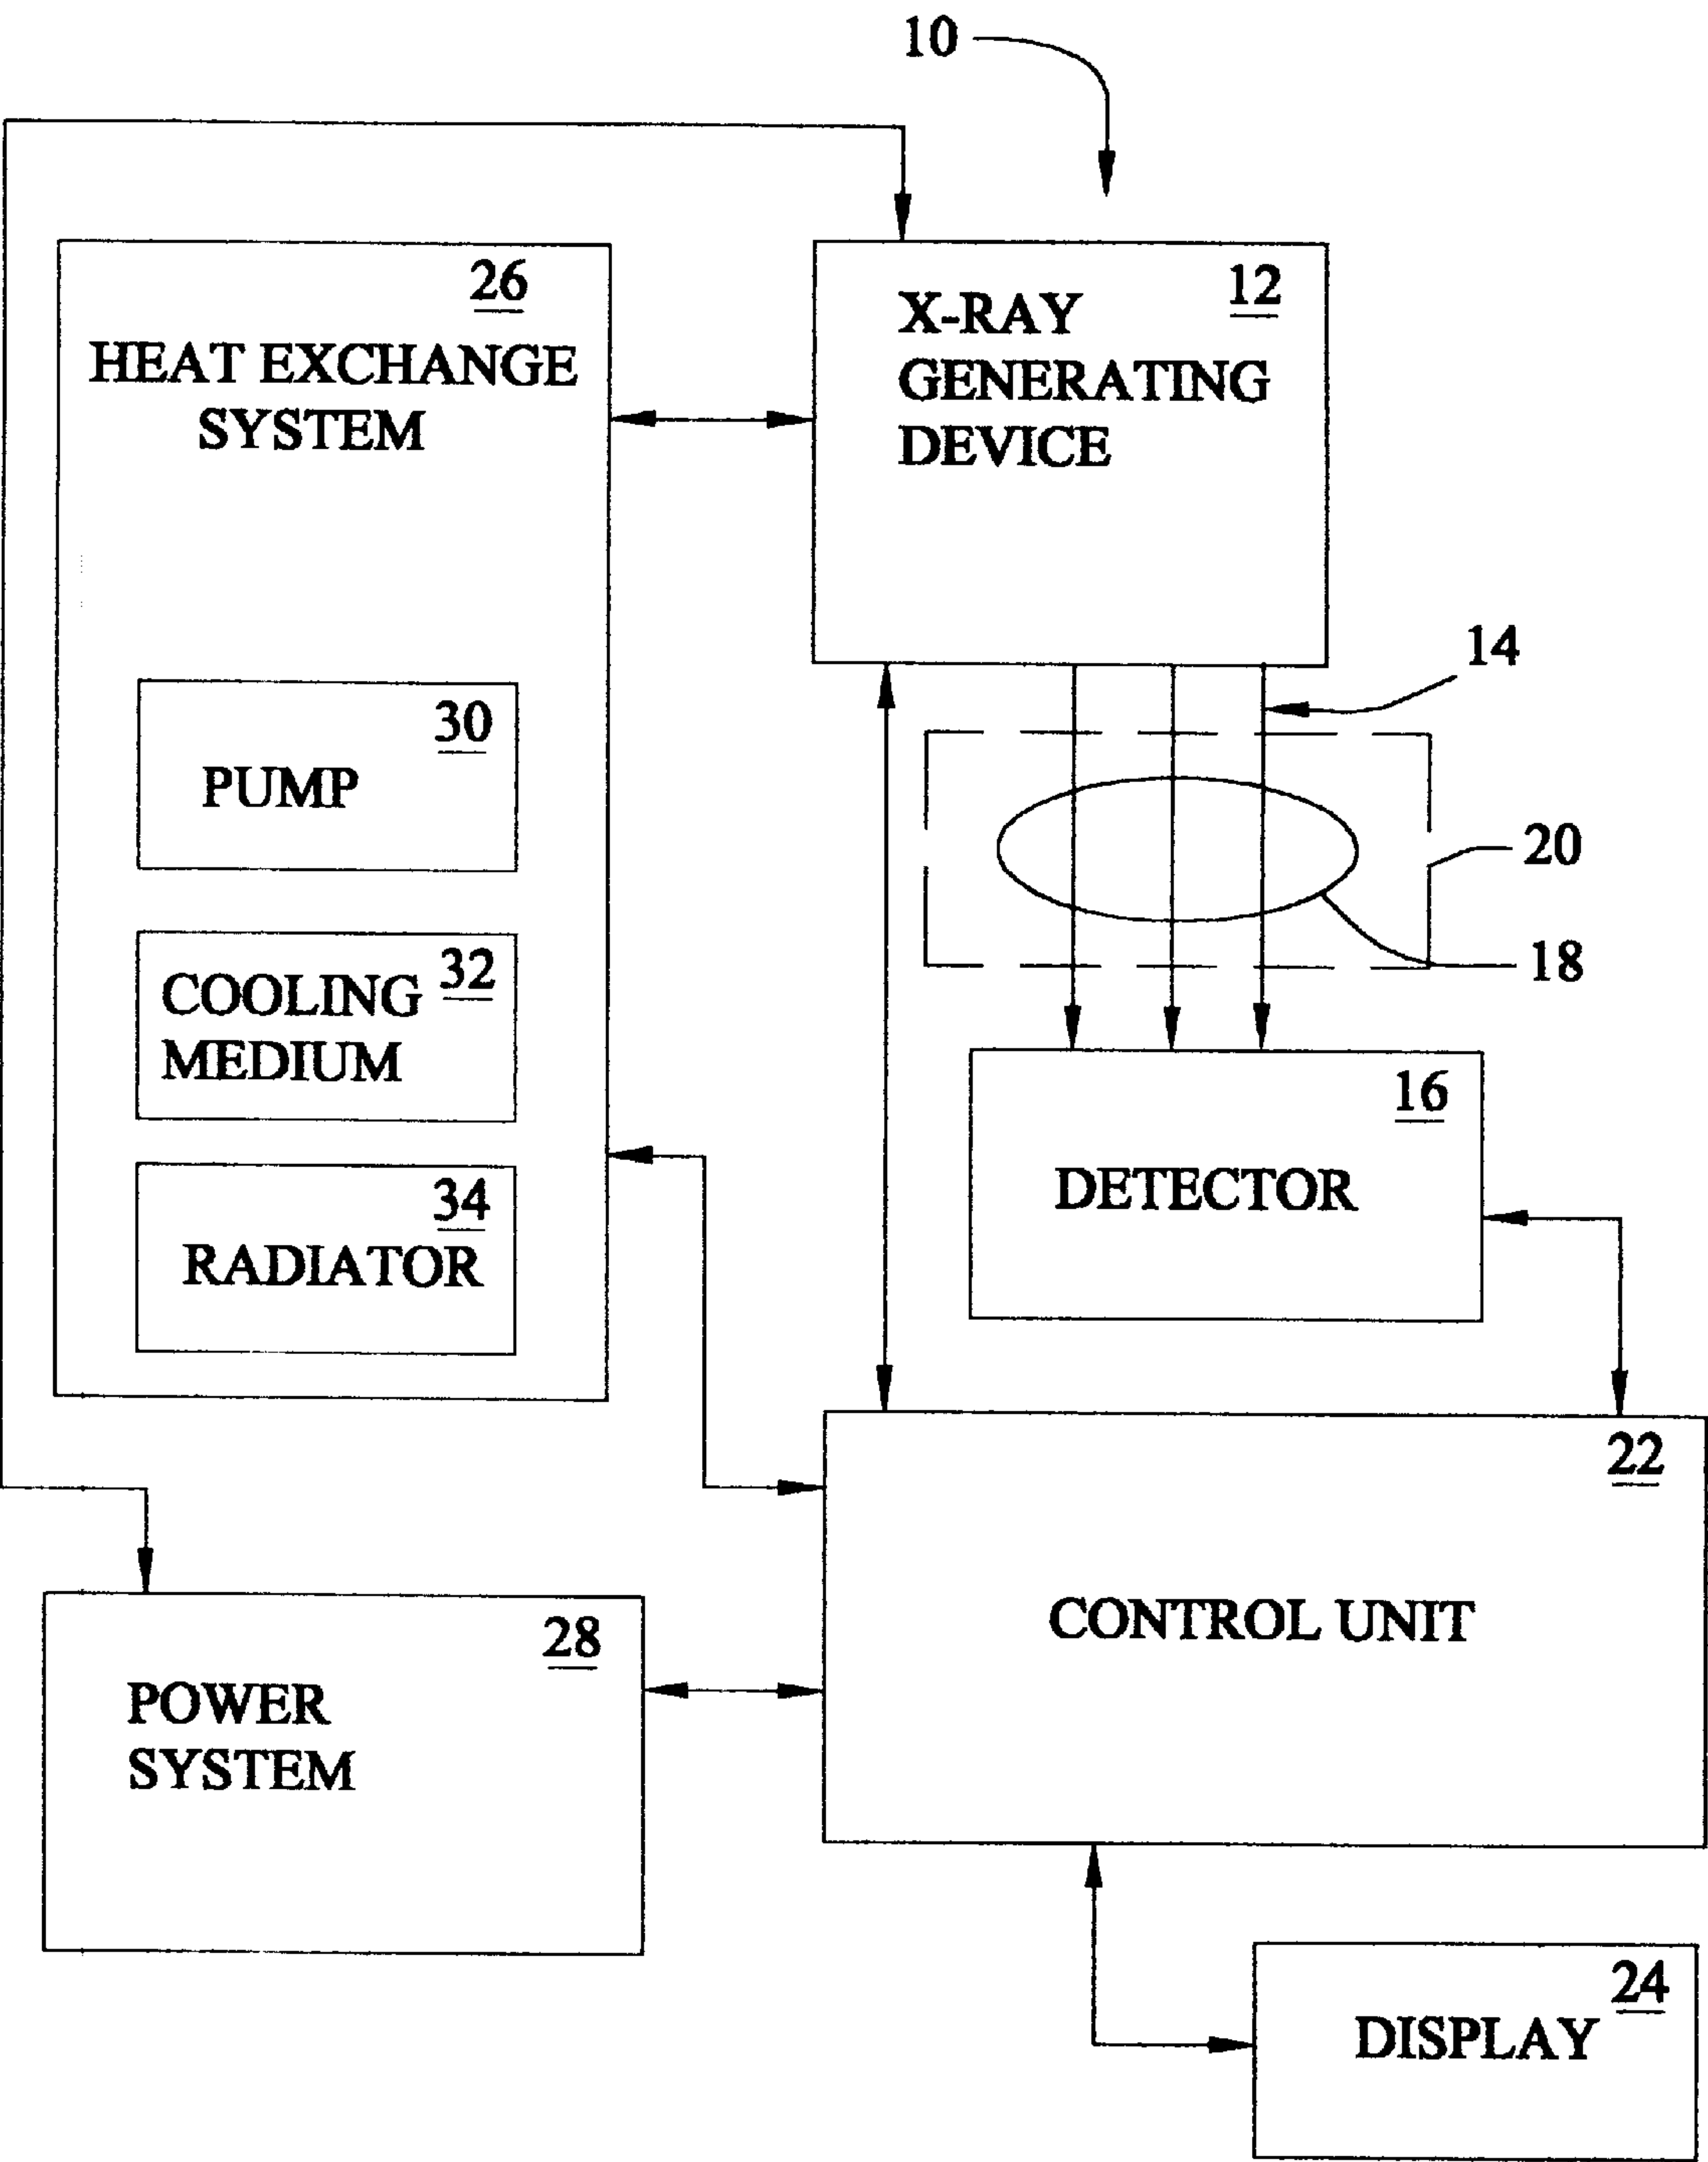 10
26
HEAT EXCHANGE
SYSTEM
12
X-RAY
GENERATING
DEVICE
14
30
PUMP
20
18
32
COOLING
MEDIUM
16
DETECTOR
34
RADIATOR
22
CONTROL UNIT
28
POWER
SYSTEM
24
DISPLAY